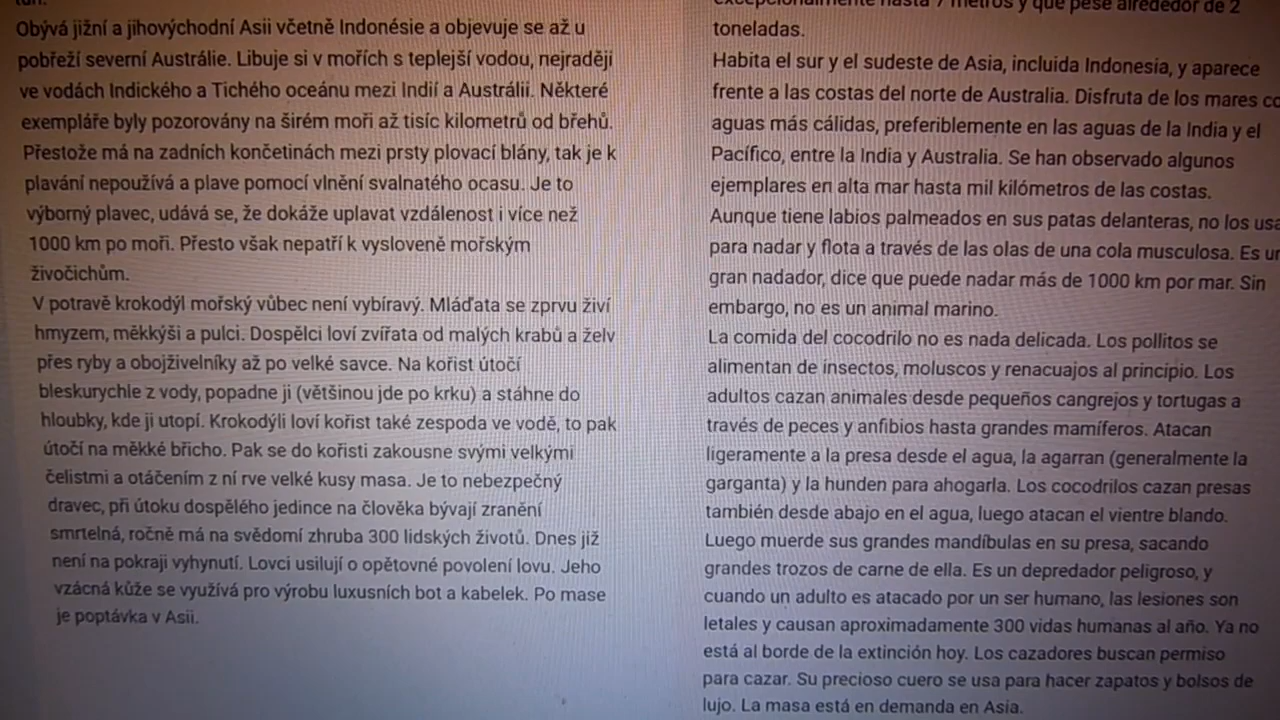 Obývá jižní a jihovýchodní Asii včetně Indonésie a objevuje se až u
pobřeží severní Austrálie. Libuje si v mořích s teplejší vodou, nejraději
ve vodách Indického a Tichého oceánu mezi Indií a Austrálii. Některé
exempláře byly pozorovány na širém moři až tisíc kilometrů od břehů.
Přestože má na zadních končetinách mezi prsty plovací blány, tak je k
plavání nepoužívá a plave pomocí vlnění svalnatého ocasu. Je to
výborný plavec, udává se, že dokáže uplavat vzdálenost i více než
1000 km po moři. Přesto však nepatří k vysloveně mořským
živočichům.
V potravě krokodýl mořský vůbec není vybíravý. Mláďata se zprvu živí
hmyzem, měkkýši a pulci. Dospělci loví zvířata od malých krabů a želv
přes ryby a obojživelníky až po velké savce. Na kořist útočí
bleskurychle z vody, popadne ji (většinou jde po krku) a stáhne do
hloubky, kde ji utopí. Krokodýli loví kořist také zespoda ve vodě, to pak
útočí na měkké břicho. Pak se do kořisti zakousne svými velkými
čelistmi a otáčením z ní rve velké kusy masa. Je to nebezpečný
dravec, při útoku dospělého jedince na člověka bývají zranění
smrtelná, ročně má na svědomí zhruba 300 lidských životů. Dnes již
není na pokraji vyhynutí. Lovci usilují o opětovné povolení lovu. Jeho
vzácná kůže se využívá pro výrobu luxusních bot a kabelek. Po mase
je poptávka v Asii.
excepcionalmente hasta 7 metros y que pese alrededor de 2
toneladas.
Habita el sur y el sudeste de Asia, incluida Indonesia, y aparece
frente a las costas del norte de Australia. Disfruta de los mares
aguas más cálidas, preferiblemente en las aguas de la India y el
Pacífico, entre la India y Australia. Se han observado algunos
ejemplares en alta mar hasta mil kilómetros de las costas.
Aunque tiene labios palmeados en sus patas delanteras, no los usa
para nadar y flota a través de las olas de una cola musculosa. Es un
gran nadador, dice que puede nadar más de 1000 km por mar. Sin
embargo, no es un animal marino.
La comida del cocodrilo no es nada delicada. Los pollitos se
alimentan de insectos, moluscos y renacuajos al principio. Los
adultos cazan animales desde pequeños cangrejos y tortugas a
través de peces y anfibios hasta grandes mamíferos. Atacan
ligeramente a la presa desde el agua, la agarran (generalmente la
garganta) y la hunden para ahogarla. Los cocodrilos cazan presas
también desde abajo en el agua, luego atacan el vientre blando.
Luego muerde sus grandes mandíbulas en su presa, sacando
grandes trozos de carne de ella. Es un depredador peligroso, y
cuando un adulto es atacado por un ser humano, las lesiones son
letales y causan aproximadamente 300 vidas humanas al año. Ya no
está al borde de la extinción hoy. Los cazadores buscan permiso
para cazar. Su precioso cuero se usa para hacer zapatos y bolsos de
lujo. La masa está en demanda en Asia.